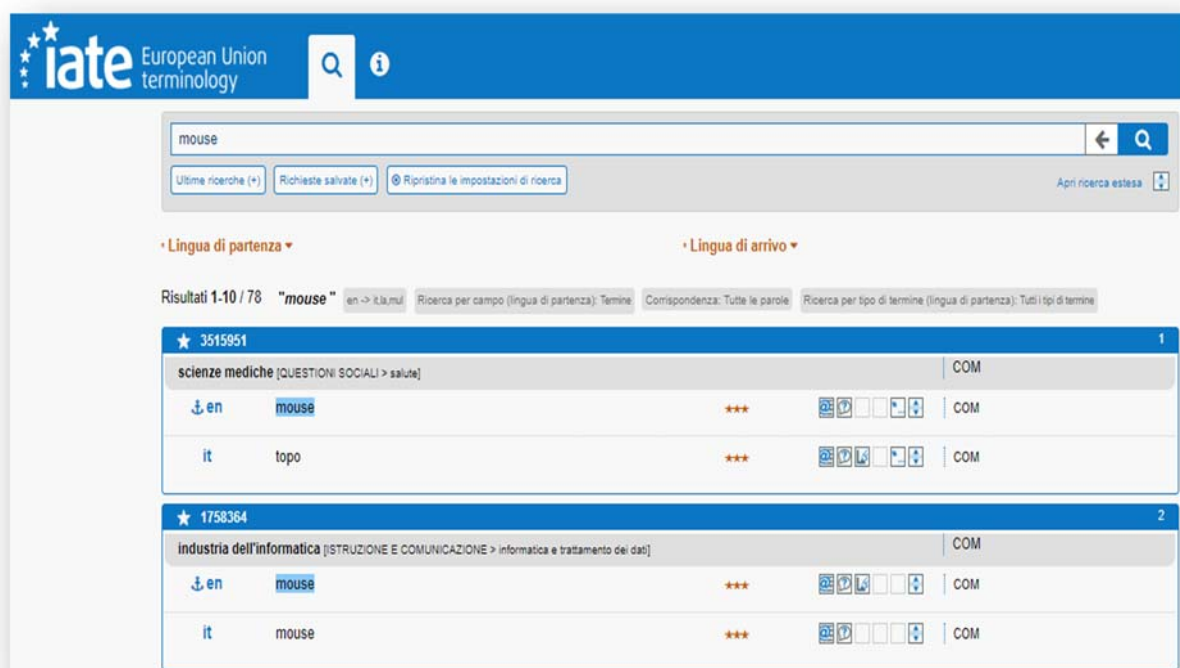 iate European Union
terminology
mouse
Ultime ricerche (+) Richieste salvate (+) Ripristina le impostazioni di ricerca Apri ricerca estesa
Lingua di partenza Lingua di arrivo
Risultati 1-10 / 78 "mouse " en -> it,la,mul Ricerca per campo (lingua di partenza): Termine Corrispondenza: Tutte le parole Ricerca per tipo di termine (lingua di partenza): Tutti i tipi di termine
3515951 1
scienze mediche [QUESTIONI SOCIALI > salute] COM
en mouse *** COM
it topo *** COM
1758364 2
industria dell'informatica [ISTRUZIONE E COMUNICAZIONE > informatica e trattamento dei dati] COM
en mouse *** COM
it mouse *** COM